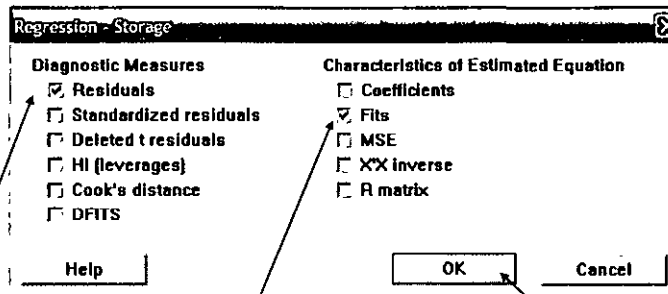 Regression - Storage
Diagnostic Measures
Residuals
Standardized residuals
Deleted t residuals
HI (leverages)
Cook's distance
DFITS
Characteristics of Estimated Equation
Coefficients
Fits
MSE
X'X inverse
R matrix
Help
OK
Cancel